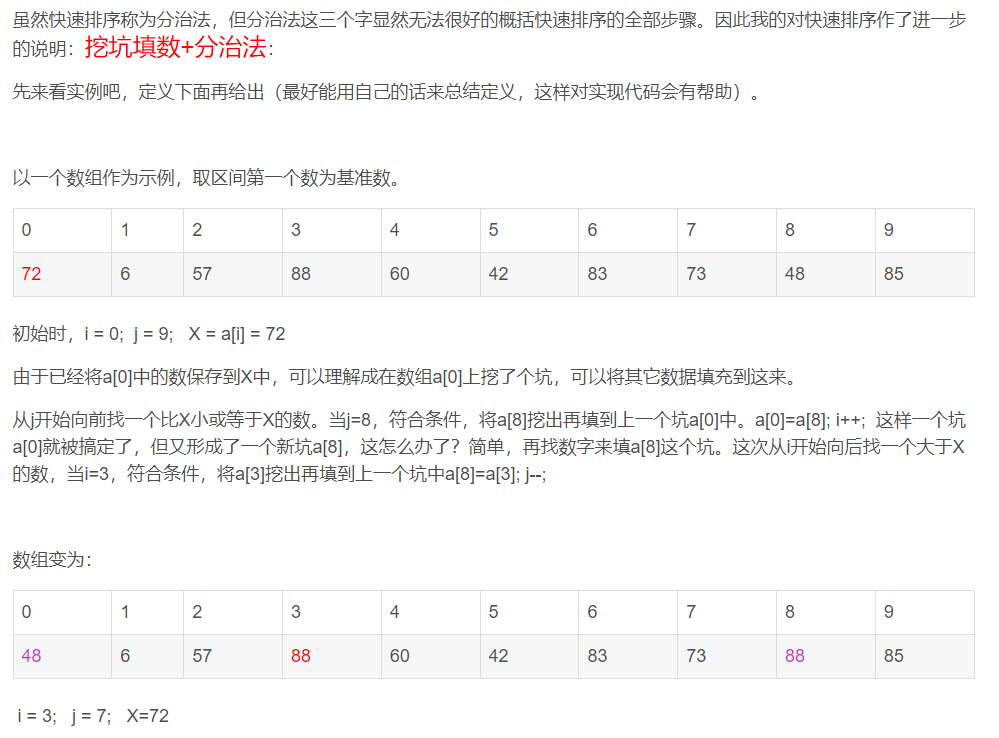 虽然快速排序称为分治法，但分治法这三个字显然无法很好的概括快速排序的全部步骤。因此我的对快速排序作了进一步
的说明：挖坑填数+分治法：
先来看实例吧，定义下面再给出（最好能用自己的话来总结定义，这样对实现代码会有帮助）。
以一个数组作为示例，取区间第一个数为基准数。
0 1 2 3 4 5 6 7 8 9
72 6 57 88 60 42 83 73 48 85
初始时，i = 0; j = 9; X = a[i] = 72
由于已经将a[0]中的数保存到X中，可以理解成在数组a[0]上挖了个坑，可以将其它数据填充到这来。
从j开始向前找一个比X小或等于X的数。当j=8，符合条件，将a[8]挖出再填到上一个坑a[0]中。a[0]=a[8]; i++; 这样一个坑
a[0]就被搞定了，但又形成了一个新坑a[8]，这怎么办了？简单，再找数字来填a[8]这个坑。这次从i开始向后找一个大于X
的数，当i=3，符合条件，将a[3]挖出再填到上一个坑中a[8]=a[3]; j--;
数组变为：
0 1 2 3 4 5 6 7 8 9
48 6 57 88 60 42 83 73 88 85
i = 3; j = 7; X=72